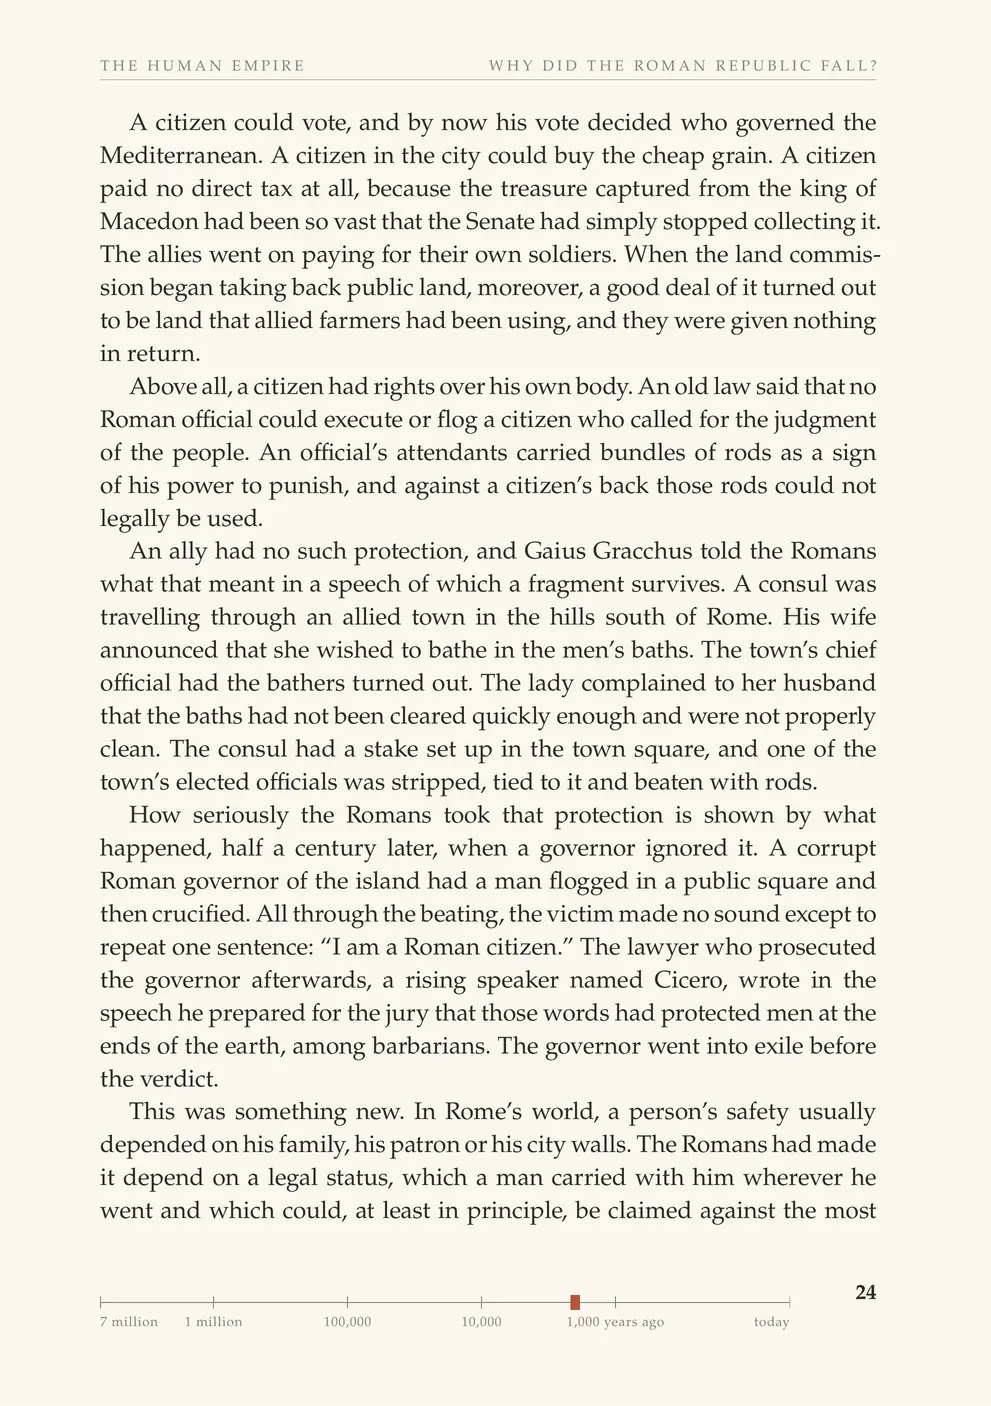 THE HUMAN EMPIRE
WHY DID THE ROMAN REPUBLIC FALL?
A citizen could vote, and by now his vote decided who governed the
Mediterranean. A citizen in the city could buy the cheap grain. A citizen
paid no direct tax at all, because the treasure captured from the king of
Macedon had been so vast that the Senate had simply stopped collecting it.
The allies went on paying for their own soldiers. When the land commis-
sion began taking back public land, moreover, a good deal of it turned out
to be land that allied farmers had been using, and they were given nothing
in return.
Above all, a citizen had rights over his own body. An old law said that no
Roman official could execute or flog a citizen who called for the judgment
of the people. An official’s attendants carried bundles of rods as a sign
of his power to punish, and against a citizen’s back those rods could not
legally be used.
An ally had no such protection, and Gaius Gracchus told the Romans
what that meant in a speech of which a fragment survives. A consul was
travelling through an allied town in the hills south of Rome. His wife
announced that she wished to bathe in the men’s baths. The town’s chief
official had the bathers turned out. The lady complained to her husband
that the baths had not been cleared quickly enough and were not properly
clean. The consul had a stake set up in the town square, and one of the
town’s elected officials was stripped, tied to it and beaten with rods.
How seriously the Romans took that protection is shown by what
happened, half a century later, when a governor ignored it. A corrupt
Roman governor of the island had a man flogged in a public square and
then crucified. All through the beating, the victim made no sound except to
repeat one sentence: “I am a Roman citizen.” The lawyer who prosecuted
the governor afterwards, a rising speaker named Cicero, wrote in the
speech he prepared for the jury that those words had protected men at the
ends of the earth, among barbarians. The governor went into exile before
the verdict.
This was something new. In Rome’s world, a person’s safety usually
depended on his family, his patron or his city walls. The Romans had made
it depend on a legal status, which a man carried with him wherever he
went and which could, at least in principle, be claimed against the most
24
7 million 1 million 100,000 10,000 1,000 years ago today